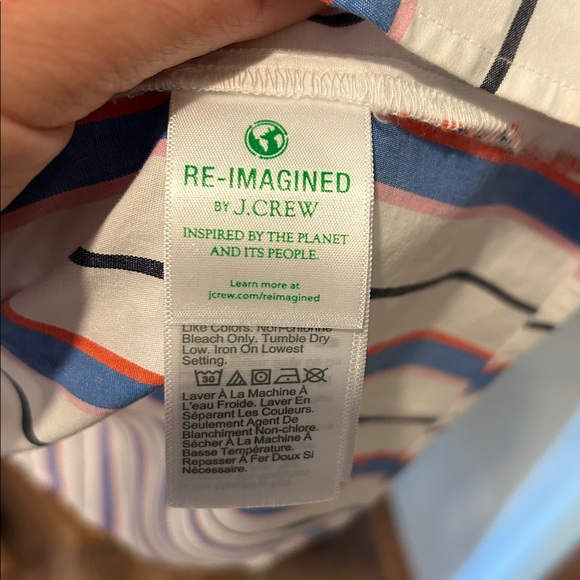 RE-IMAGINED
BY J.CREW
INSPIRED BY THE PLANET
AND ITS PEOPLE.
Learn more at
jcrew.com/reimagined
Like Colors. Non-chlorine
Bleach Only. Tumble Dry
Low. Iron On Lowest
Setting.
30
Laver À La Machine À
L'eau Froide. Laver En
Séparant Les Couleurs.
Seulement Agent De
Blanchiment Non-chlore.
Sécher À La Machine À
Basse Température.
Repasser À Fer Doux Si
Nécessaire.